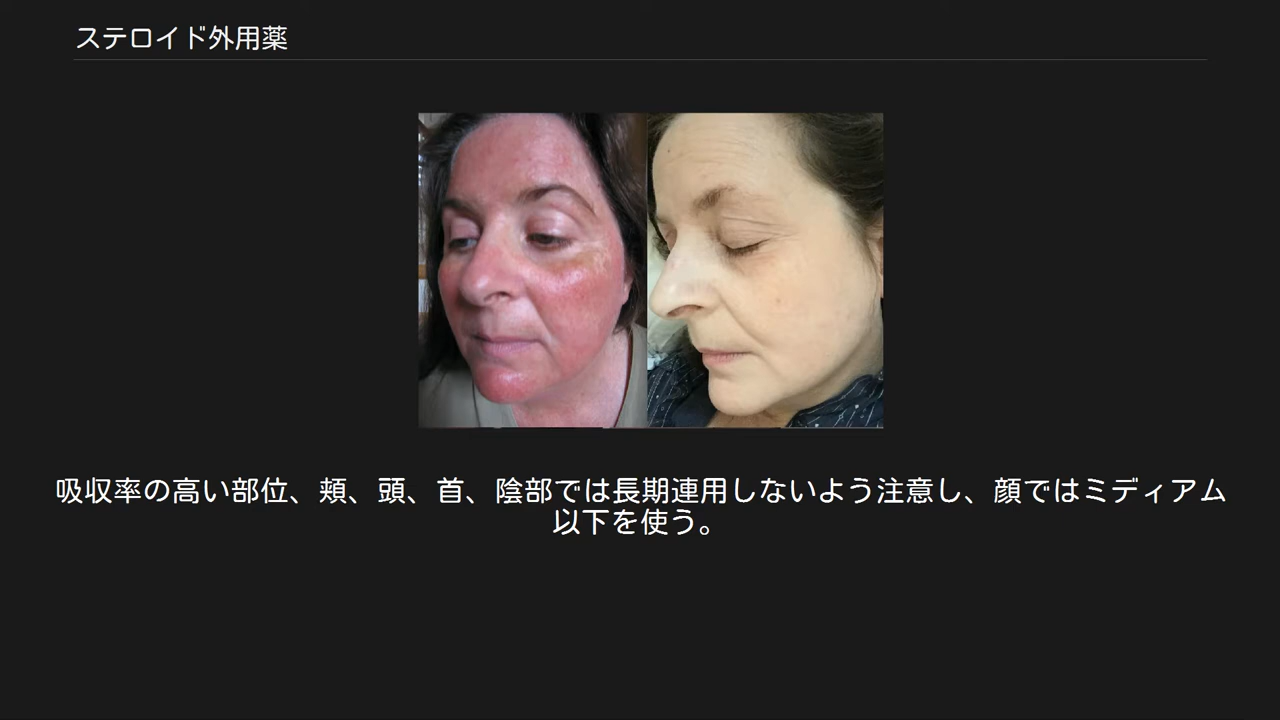 ステロイド外用薬
吸収率の高い部位、頬、頭、首、陰部では長期連用しないよう注意し、顔ではミディアム
以下を使う。